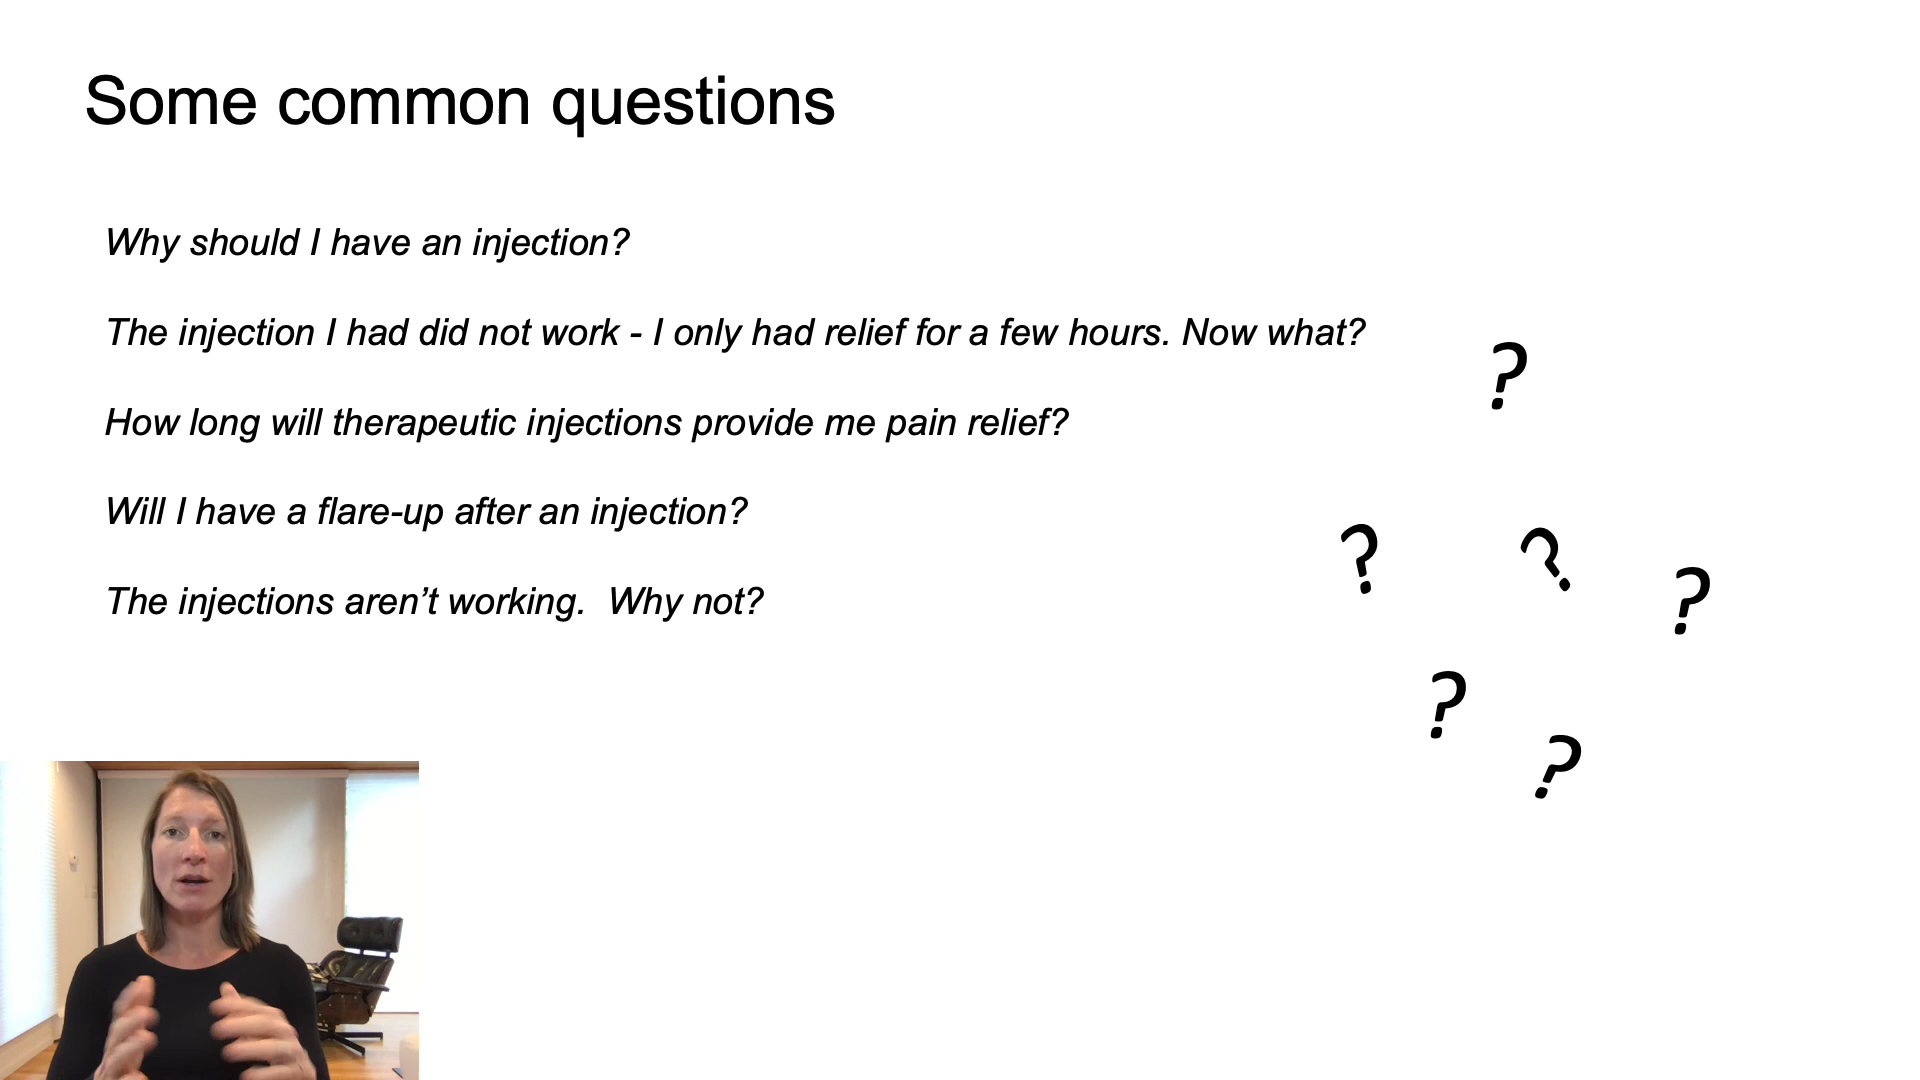 Some common questions
Why should I have an injection?
The injection I had did not work - I only had relief for a few hours. Now what?
How long will therapeutic injections provide me pain relief?
Will I have a flare-up after an injection?
The injections aren’t working.  Why not?
?
?
?
?
?
?